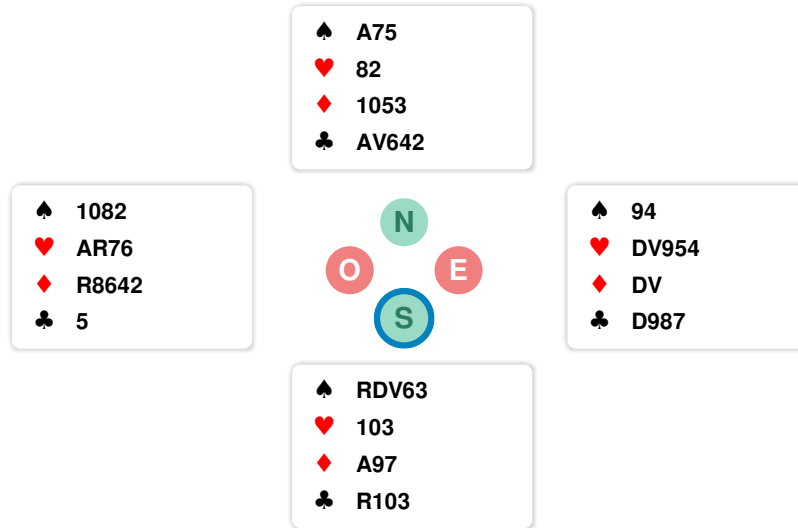 ♠ A75
♥ 82
♦ 1053
♣ AV642
♠ 1082
♥ AR76
♦ R8642
♣ 5
N
O E
S
♠ 94
♥ DV954
♦ DV
♣ D987
♠ RDV63
♥ 103
♦ A97
♣ R103